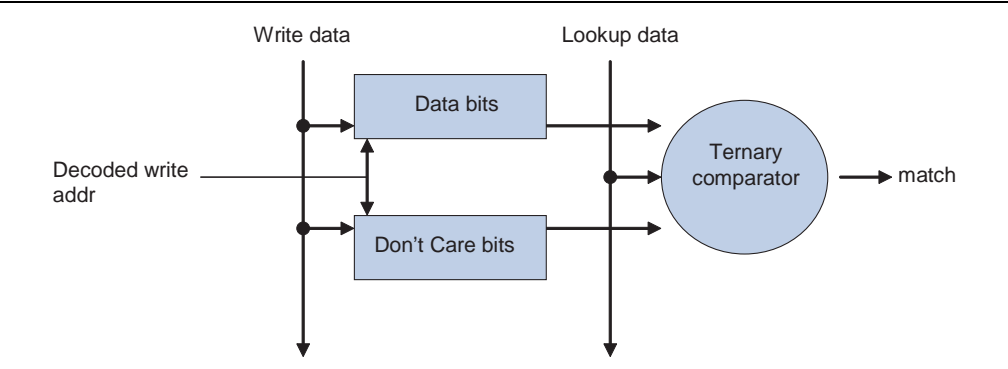 Write data
Lookup data
Data bits
Decoded write
addr
Ternary
comparator
match
Don't Care bits